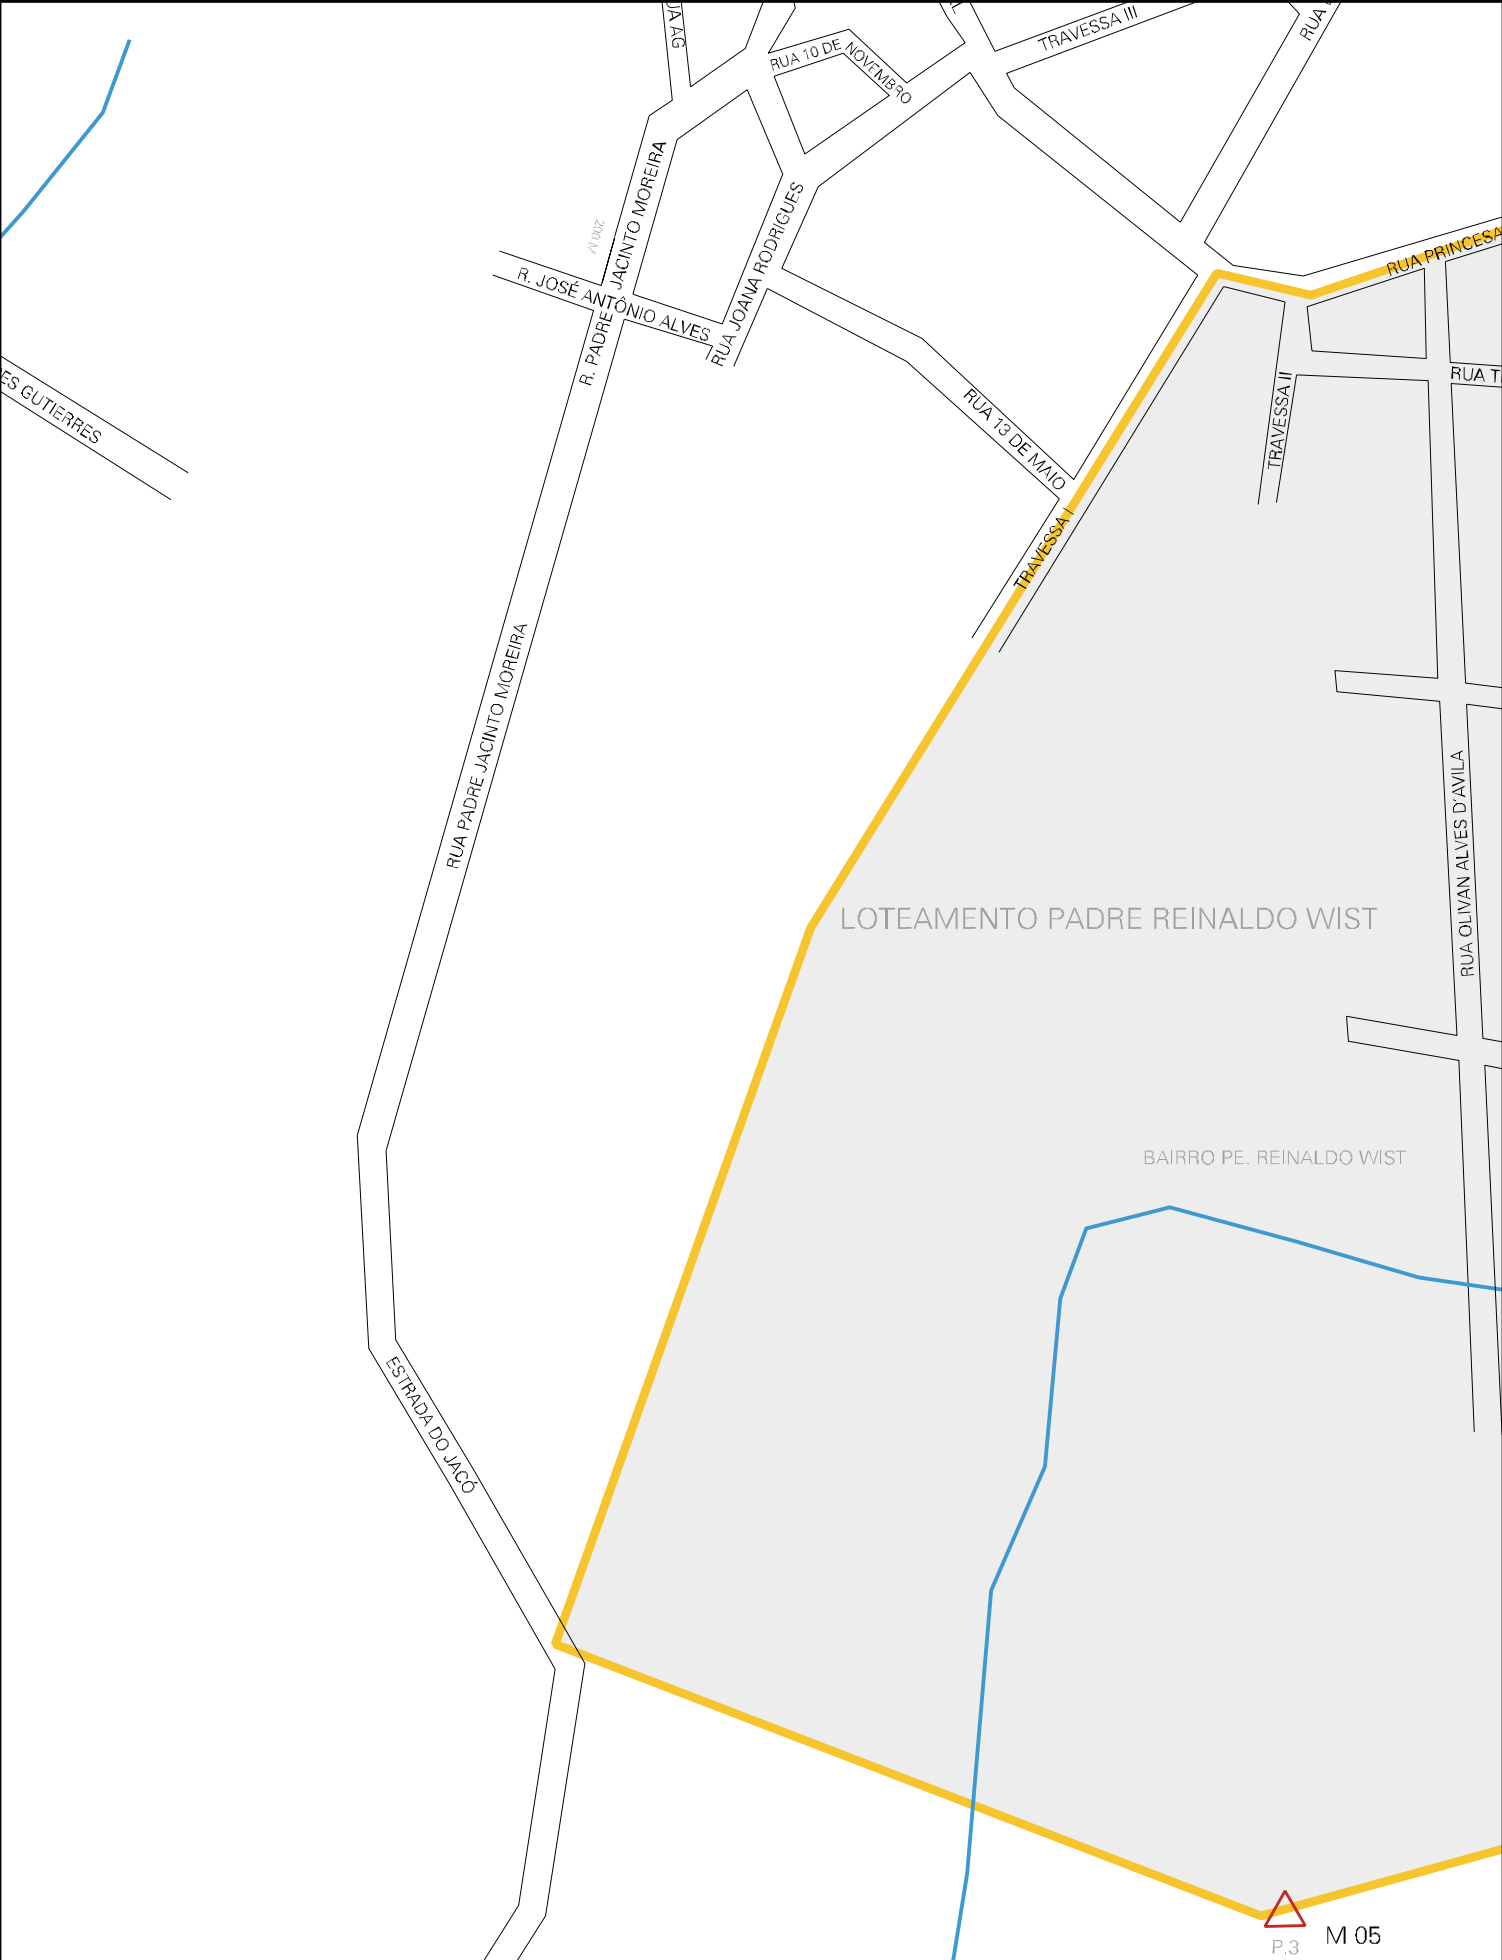 TRAVESSA III
RUA 10 DE NOVEMBRO
R. PADRE JACINTO MOREIRA
200 M
R. JOSÉ ANTÔNIO ALVES
RUA JOANA RODRIGUES
RUA PRINCESA
RUA 13 DE MAIO
TRAVESSA II
GUTIERRES
TRAVESSA I
RUA PADRE JACINTO MOREIRA
RUA OLIVAN ALVES D'AVILA
LOTEAMENTO PADRE REINALDO WIST
BAIRRO PE. REINALDO WIST
ESTRADA DO JACÓ
M 05
P.3